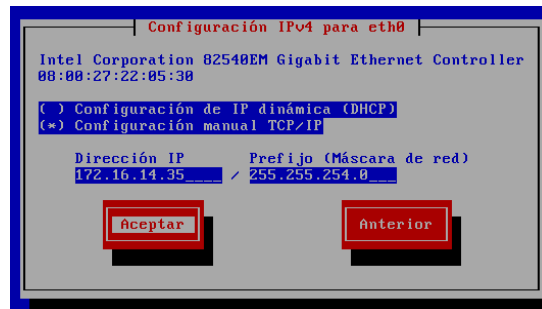 Configuración IPv4 para eth0
Intel Corporation 82540EM Gigabit Ethernet Controller
08:00:27:22:05:30
( ) Configuración de IP dinámica (DHCP)
(*) Configuración manual TCP/IP
Dirección IP Prefijo (Máscara de red)
172.16.14.35____ / 255.255.254.0___
Aceptar Anterior